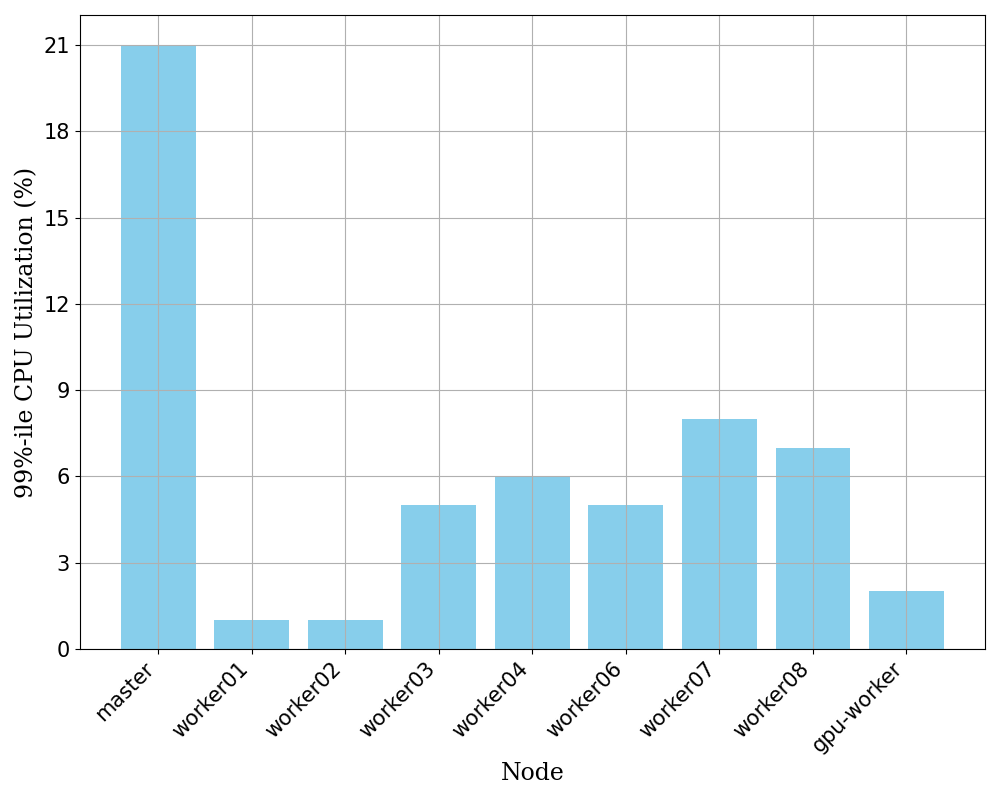 99%-ile CPU Utilization (%)
21
18
15
12
9
6
3
0
master
worker01
worker02
worker03
worker04
worker06
worker07
worker08
gpu-worker
Node